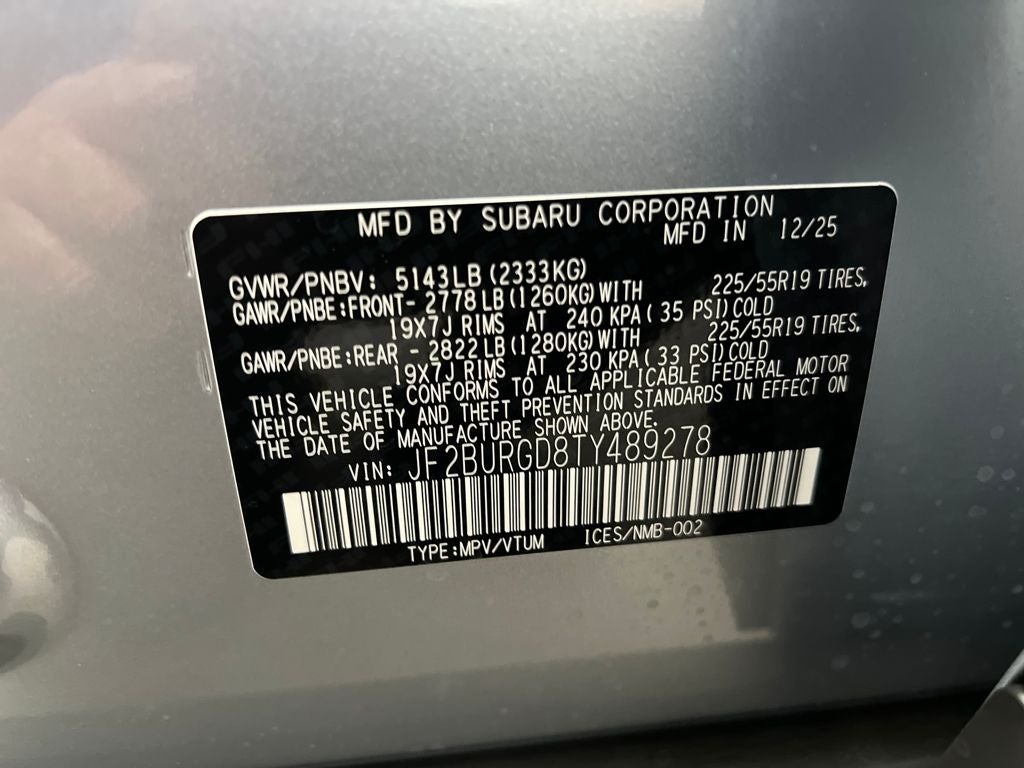 MFD BY SUBARU CORPORATION
MFD IN 12/25
GVWR/PNBV: 5143LB (2333KG)
GAWR/PNBE:FRONT- 2778 LB (1260KG) WITH 225/55R19 TIRES,
19X7J RIMS AT 240 KPA ( 35 PSI) COLD
GAWR/PNBE:REAR - 2822 LB (1280KG) WITH 225/55R19 TIRES,
19X7J RIMS AT 230 KPA ( 33 PSI) COLD
THIS VEHICLE CONFORMS TO ALL APPLICABLE FEDERAL MOTOR
VEHICLE SAFETY AND THEFT PREVENTION STANDARDS IN EFFECT ON
THE DATE OF MANUFACTURE SHOWN ABOVE.
VIN: JF2BURGD8TY489278
TYPE:MPV/VTUM ICES/NMB-002